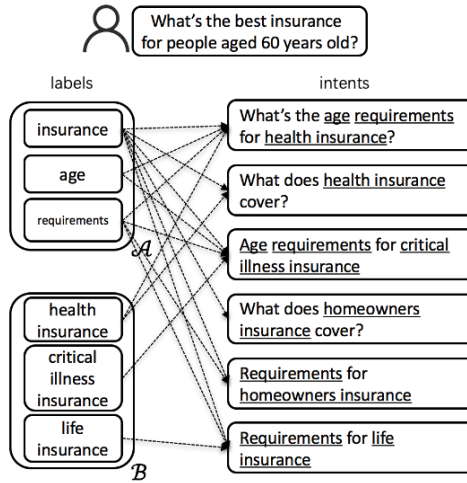 What's the best insurance
for people aged 60 years old?
labels
insurance
age
requirements
𝒜
health
insurance
critical
illness
insurance
life
insurance
ℬ
intents
What's the age requirements
for health insurance?
What does health insurance
cover?
Age requirements for critical
illness insurance
What does homeowners
insurance cover?
Requirements for
homeowners insurance
Requirements for life
insurance